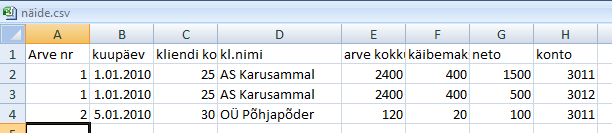 näide.csv
A B C D E F G H
1 Arve nr kuupäev kliendi ko kl.nimi arve kokku käibemak neto konto
2 1 1.01.2010 25 AS Karusammal 2400 400 1500 3011
3 1 1.01.2010 25 AS Karusammal 2400 400 500 3012
4 2 5.01.2010 30 OÜ Põhjapõder 120 20 100 3011